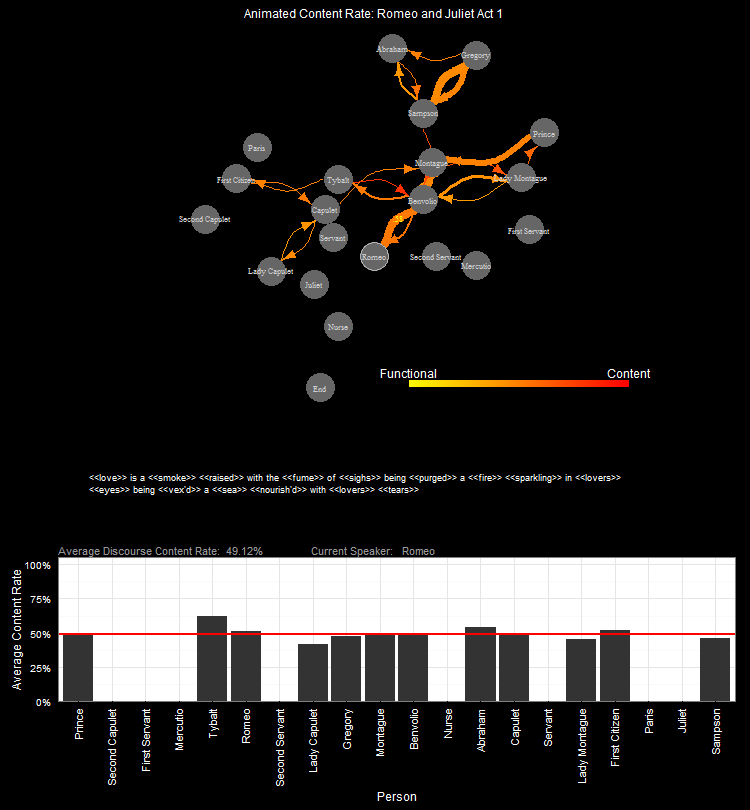 Animated Content Rate: Romeo and Juliet Act 1
Abraham
Gregory
Sampson
Prince
Paris
Montague
First Citizen
Tybalt
Lady Montague
Benvolio
Capulet
Second Capulet
First Servant
Servant
Romeo
Second Servant
Mercutio
Lady Capulet
Juliet
Nurse
End
Functional Content
<<love>> is a <<smoke>> <<raised>> with the <<fume>> of <<sighs>> being <<purged>> a <<fire>> <<sparkling>> in <<lovers>>
<<eyes>> being <<vex'd>> a <<sea>> <<nourish'd>> with <<lovers>> <<tears>>
Average Discourse Content Rate: 49.12% Current Speaker: Romeo
Average Content Rate
100%
75%
50%
25%
0%
Prince
Second Capulet
First Servant
Mercutio
Tybalt
Romeo
Second Servant
Lady Capulet
Gregory
Montague
Benvolio
Nurse
Abraham
Capulet
Servant
Lady Montague
First Citizen
Paris
Juliet
Sampson
Person